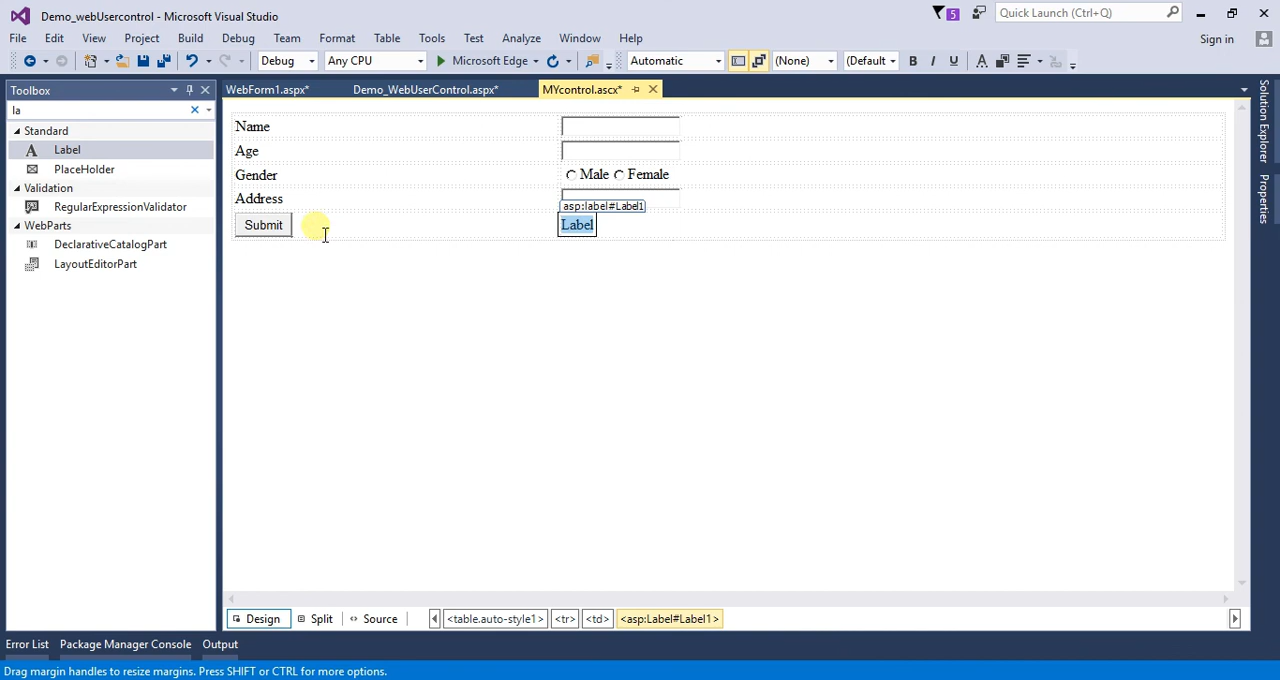 Demo_webUsercontrol - Microsoft Visual Studio
5
Quick Launch (Ctrl+Q)
File Edit View Project Build Debug Team Format Table Tools Test Analyze Window Help
Sign in
Debug Any CPU Microsoft Edge Automatic (None) (Default B I U A
Toolbox
WebForm1.aspx* Demo_WebUserControl.aspx* MYcontrol.ascx*
la
Standard
A Label
PlaceHolder
Validation
RegularExpressionValidator
WebParts
DeclarativeCatalogPart
LayoutEditorPart
Name
Age
Gender Male Female
Address
asp:label#Label1
Submit Label
Solution Explorer
Properties
Design Split Source <table.auto-style1> <tr> <td> <asp:Label#Label1>
Error List Package Manager Console Output
Drag margin handles to resize margins. Press SHIFT or CTRL for more options.